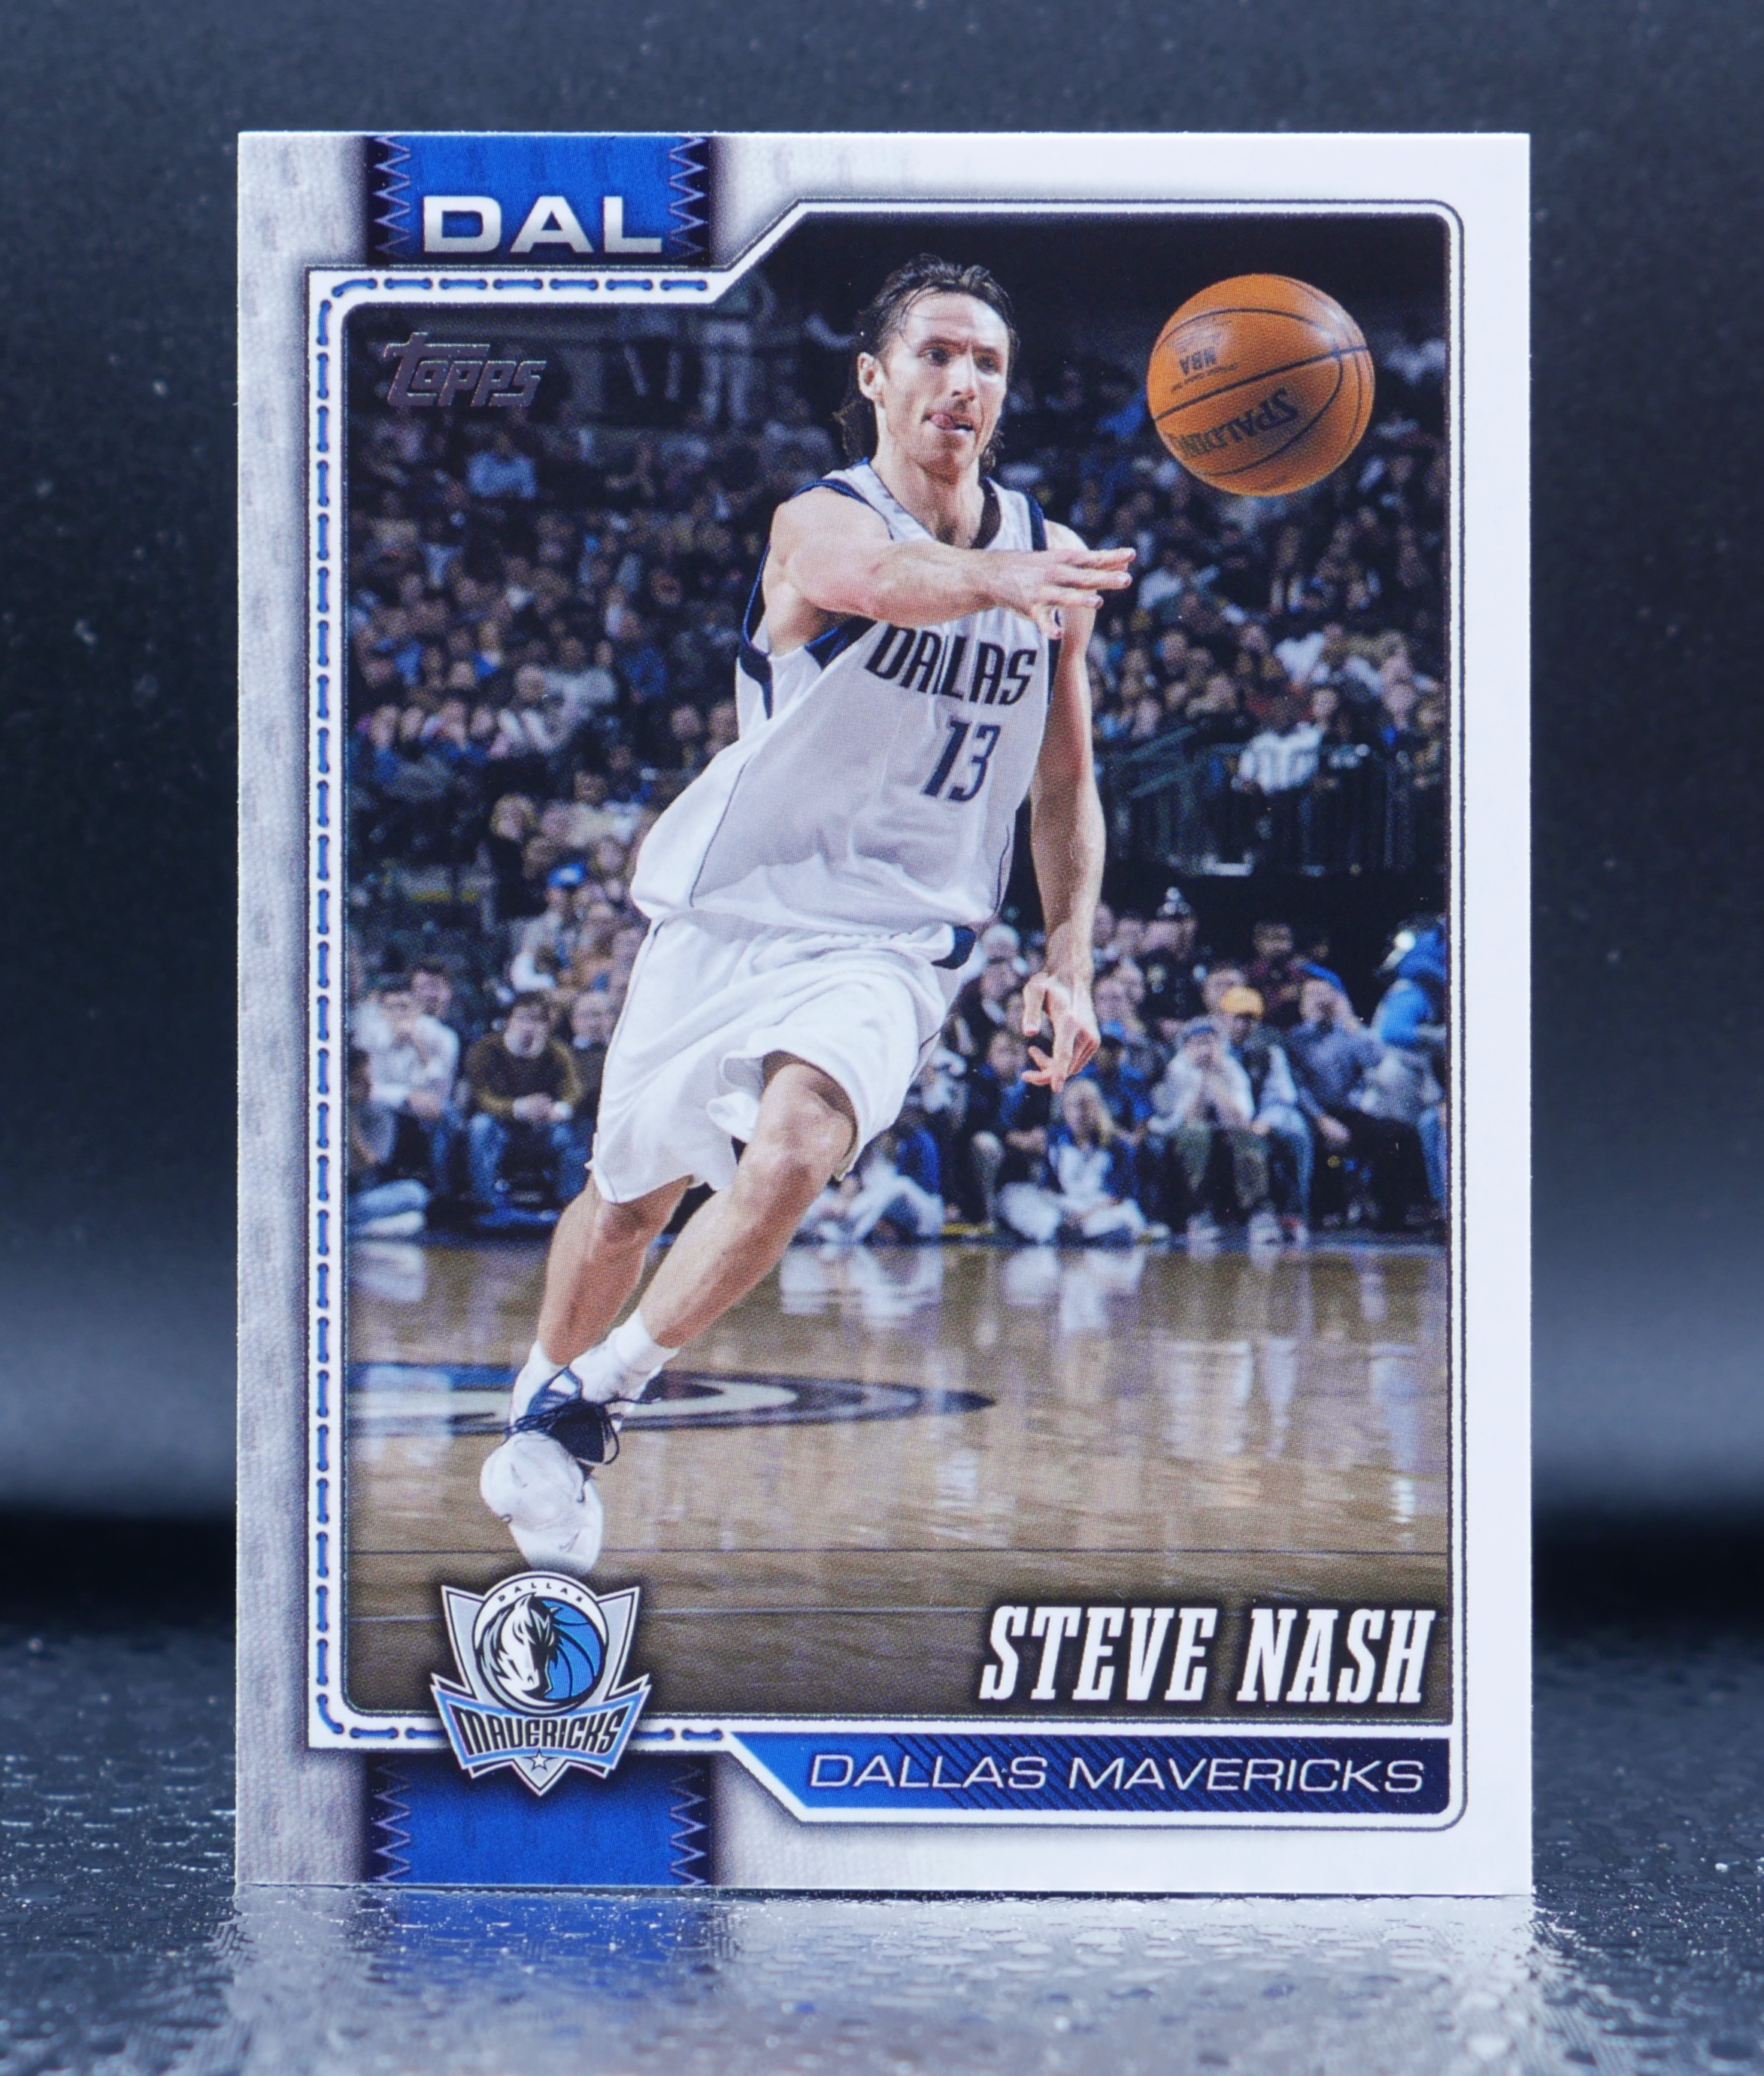 DAL
Topps
NBA
SPALDING
DALLAS
13
DALLAS
MAVERICKS
STEVE NASH
DALLAS MAVERICKS